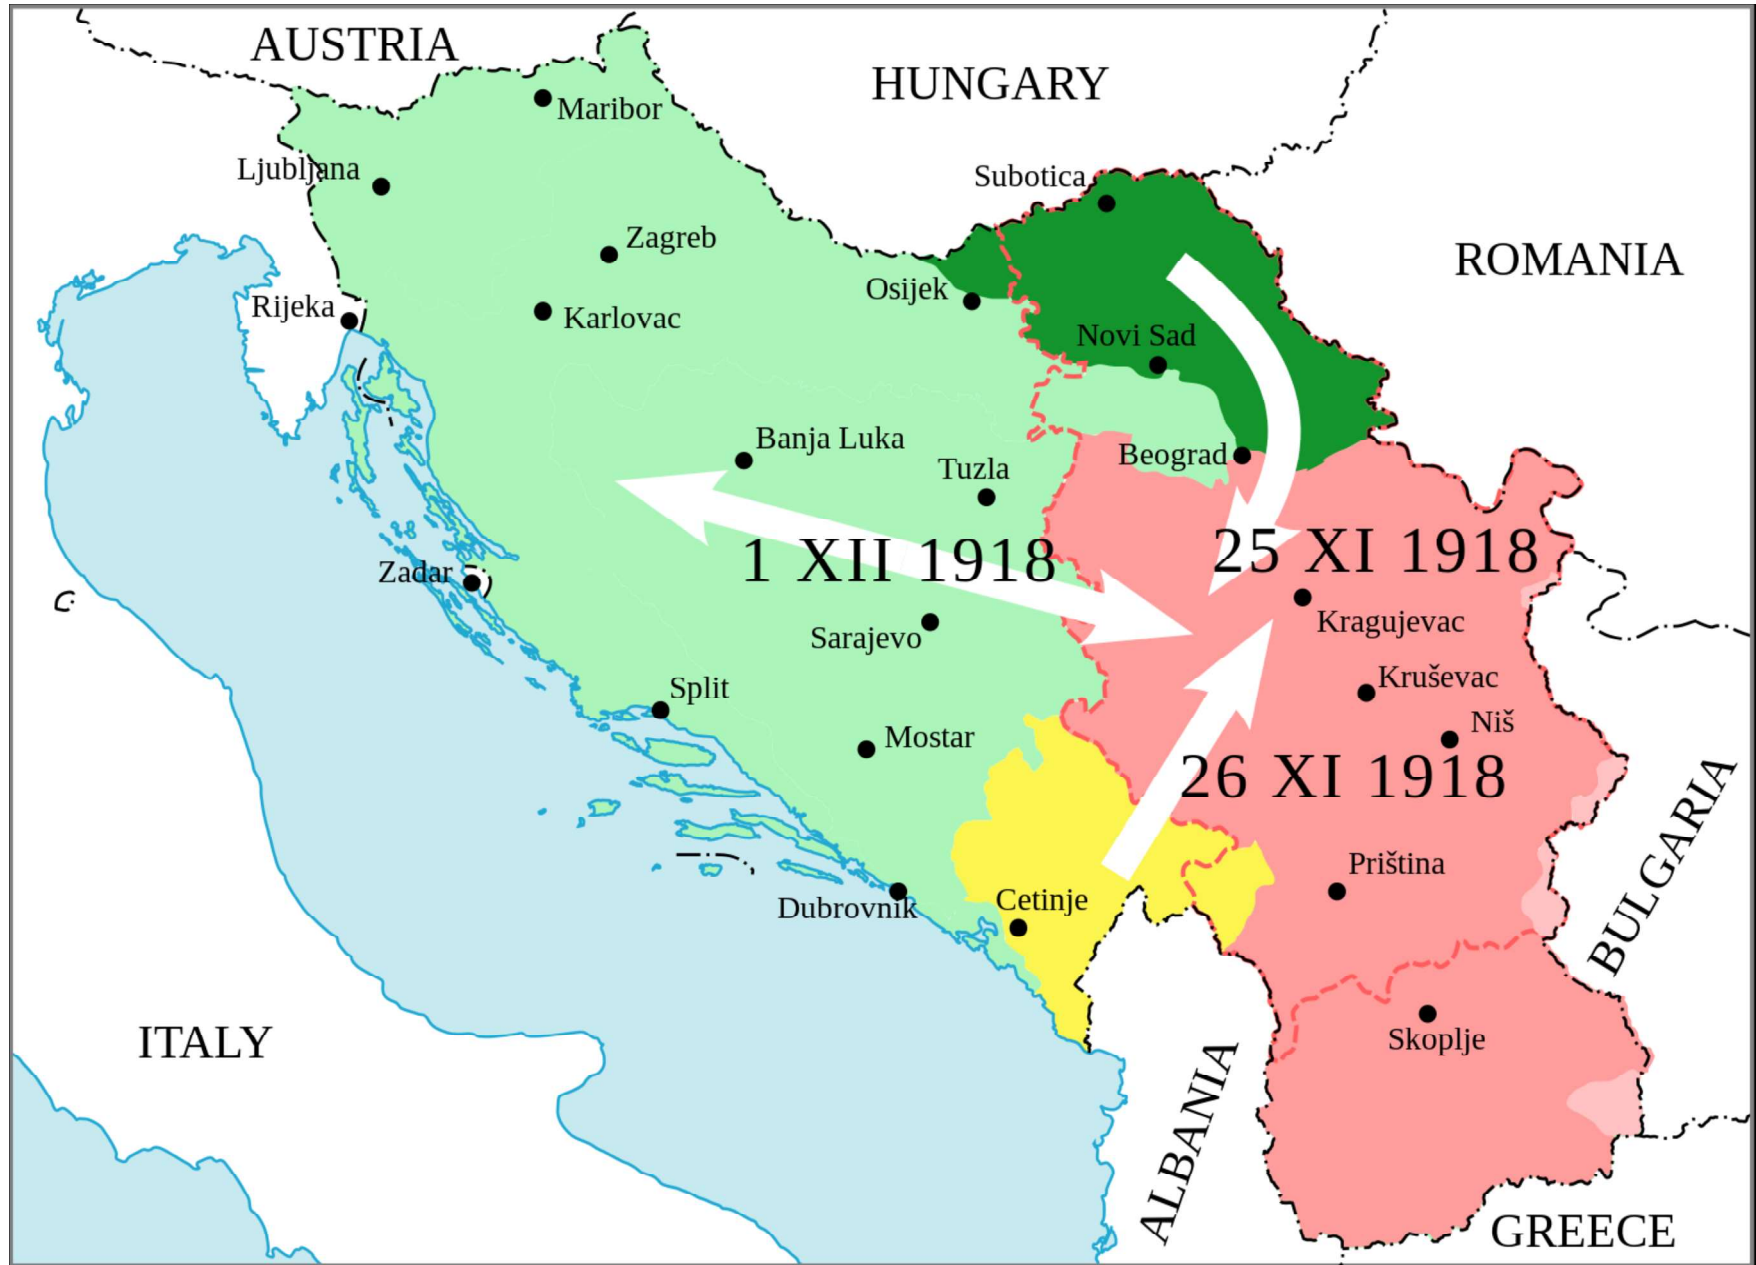 AUSTRIA
HUNGARY
Maribor
Ljubljana
Subotica
Zagreb
ROMANIA
Osijek
Rijeka
Karlovac
Novi Sad
Banja Luka
Beograd
Tuzla
1 XII 1918
25 XI 1918
Zadar
Kragujevac
Sarajevo
Kruševac
Split
Niš
Mostar
26 XI 1918
BULGARIA
Priština
Cetinje
Dubrovnik
ITALY
Skoplje
ALBANIA
GREECE